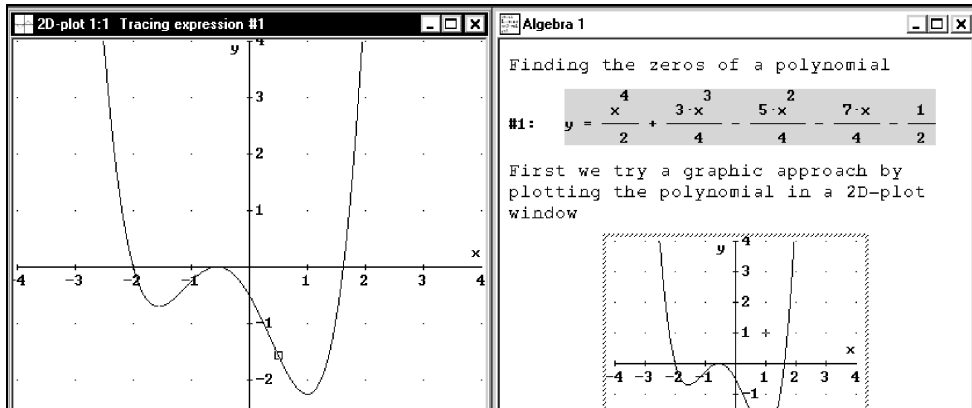 2D-plot 1:1 Tracing expression #1
y
4
3
2
1
x
-4 -3 -2 -1 1 2 3 4
-1
-2
Algebra 1
Finding the zeros of a polynomial
#1: y = x^4/2 + 3·x^3/4 - 5·x^2/4 - 7·x/4 - 1/2
First we try a graphic approach by
plotting the polynomial in a 2D-plot
window
y
4
3
2
1
x
-4 -3 -2 -1 1 2 3 4
-1